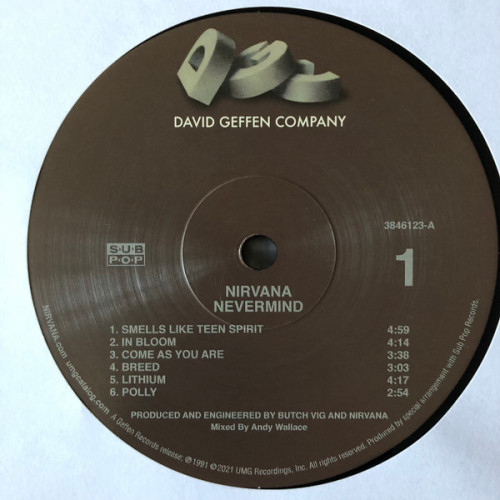 DGC
DAVID GEFFEN COMPANY
3846123-A
1
SUB
POP
NIRVANA
NEVERMIND
1. SMELLS LIKE TEEN SPIRIT 4:59
2. IN BLOOM 4:14
3. COME AS YOU ARE 3:38
4. BREED 3:03
5. LITHIUM 4:17
6. POLLY 2:54
PRODUCED AND ENGINEERED BY BUTCH VIG AND NIRVANA
Mixed By Andy Wallace
NIRVANA.com umgcatalog.com A Geffen Records release; ℗1991 ©2021 UMG Recordings, Inc. All rights reserved. Produced by special arrangement with Sub Pop Records.